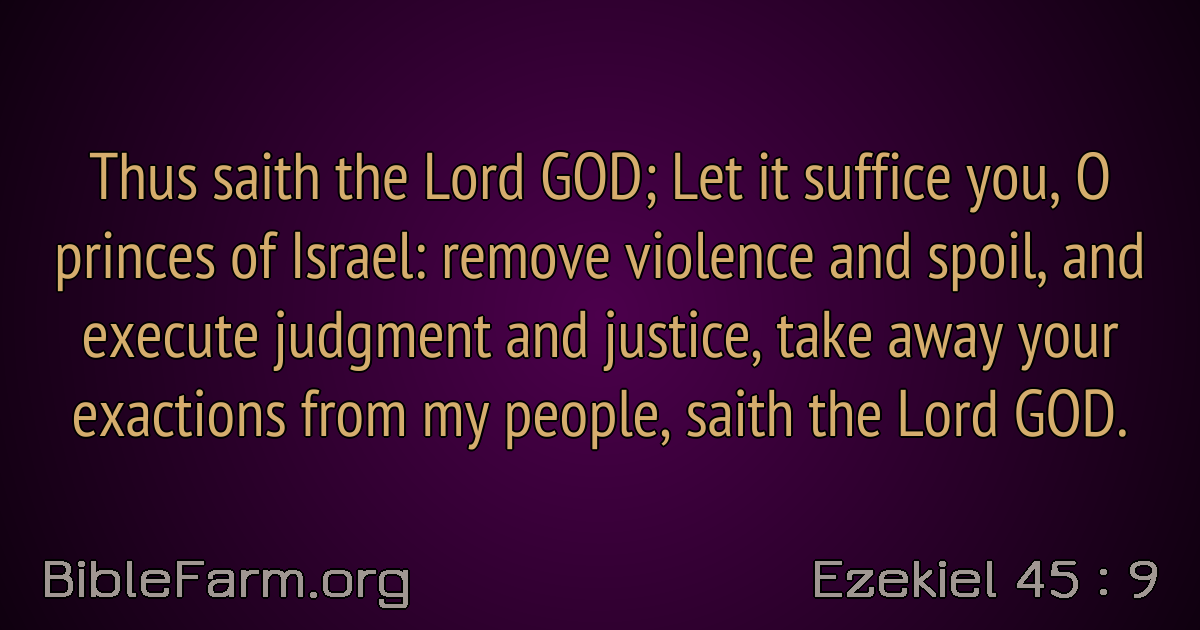 Thus saith the Lord GOD; Let it suffice you, O
princes of Israel: remove violence and spoil, and
execute judgment and justice, take away your
exactions from my people, saith the Lord GOD.
BibleFarm.org
Ezekiel 45 : 9